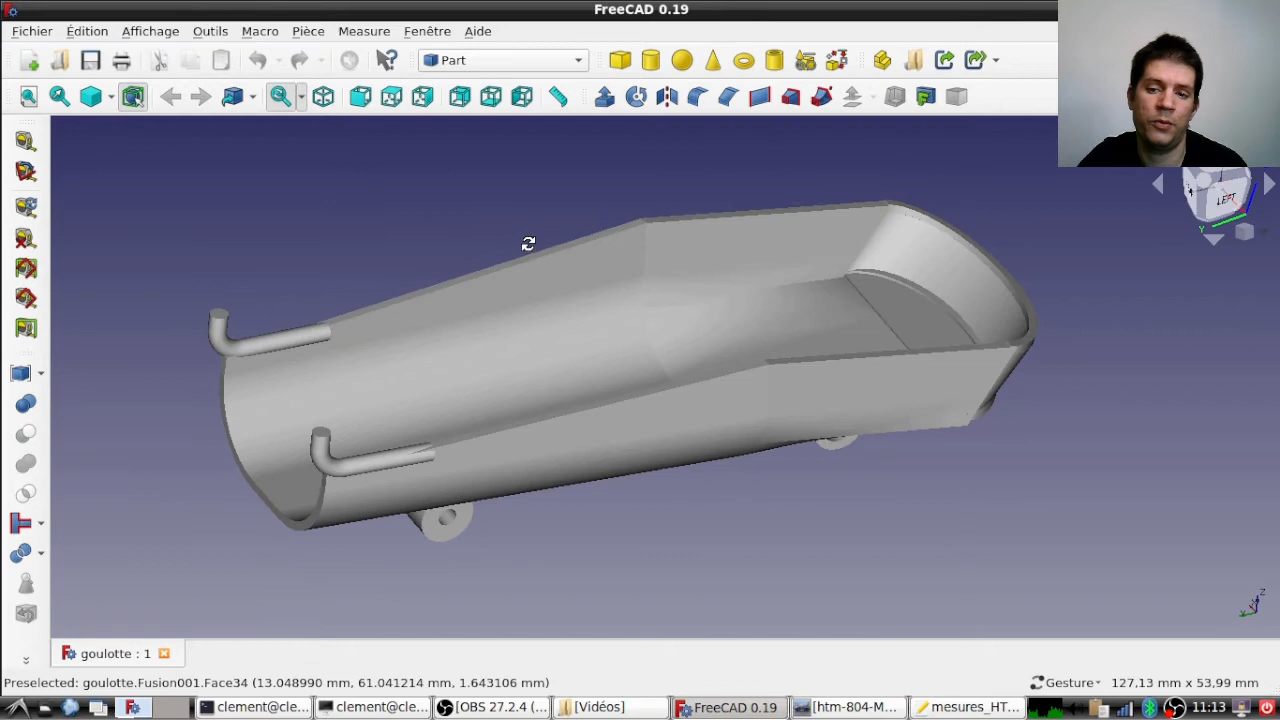 FreeCAD 0.19
Fichier Édition Affichage Outils Macro Pièce Mesure Fenêtre Aide
Part
LEFT
Y
Z
goulotte : 1
Preselected: goulotte.Fusion001.Face34 (13.048990 mm, 61.041214 mm, 1.643106 mm)
Gesture 127,13 mm x 53,99 mm
clement@cle... clement@cle... [OBS 27.2.4 (... [Vidéos] FreeCAD 0.19 [htm-804-M... mesures_HT... 11:13